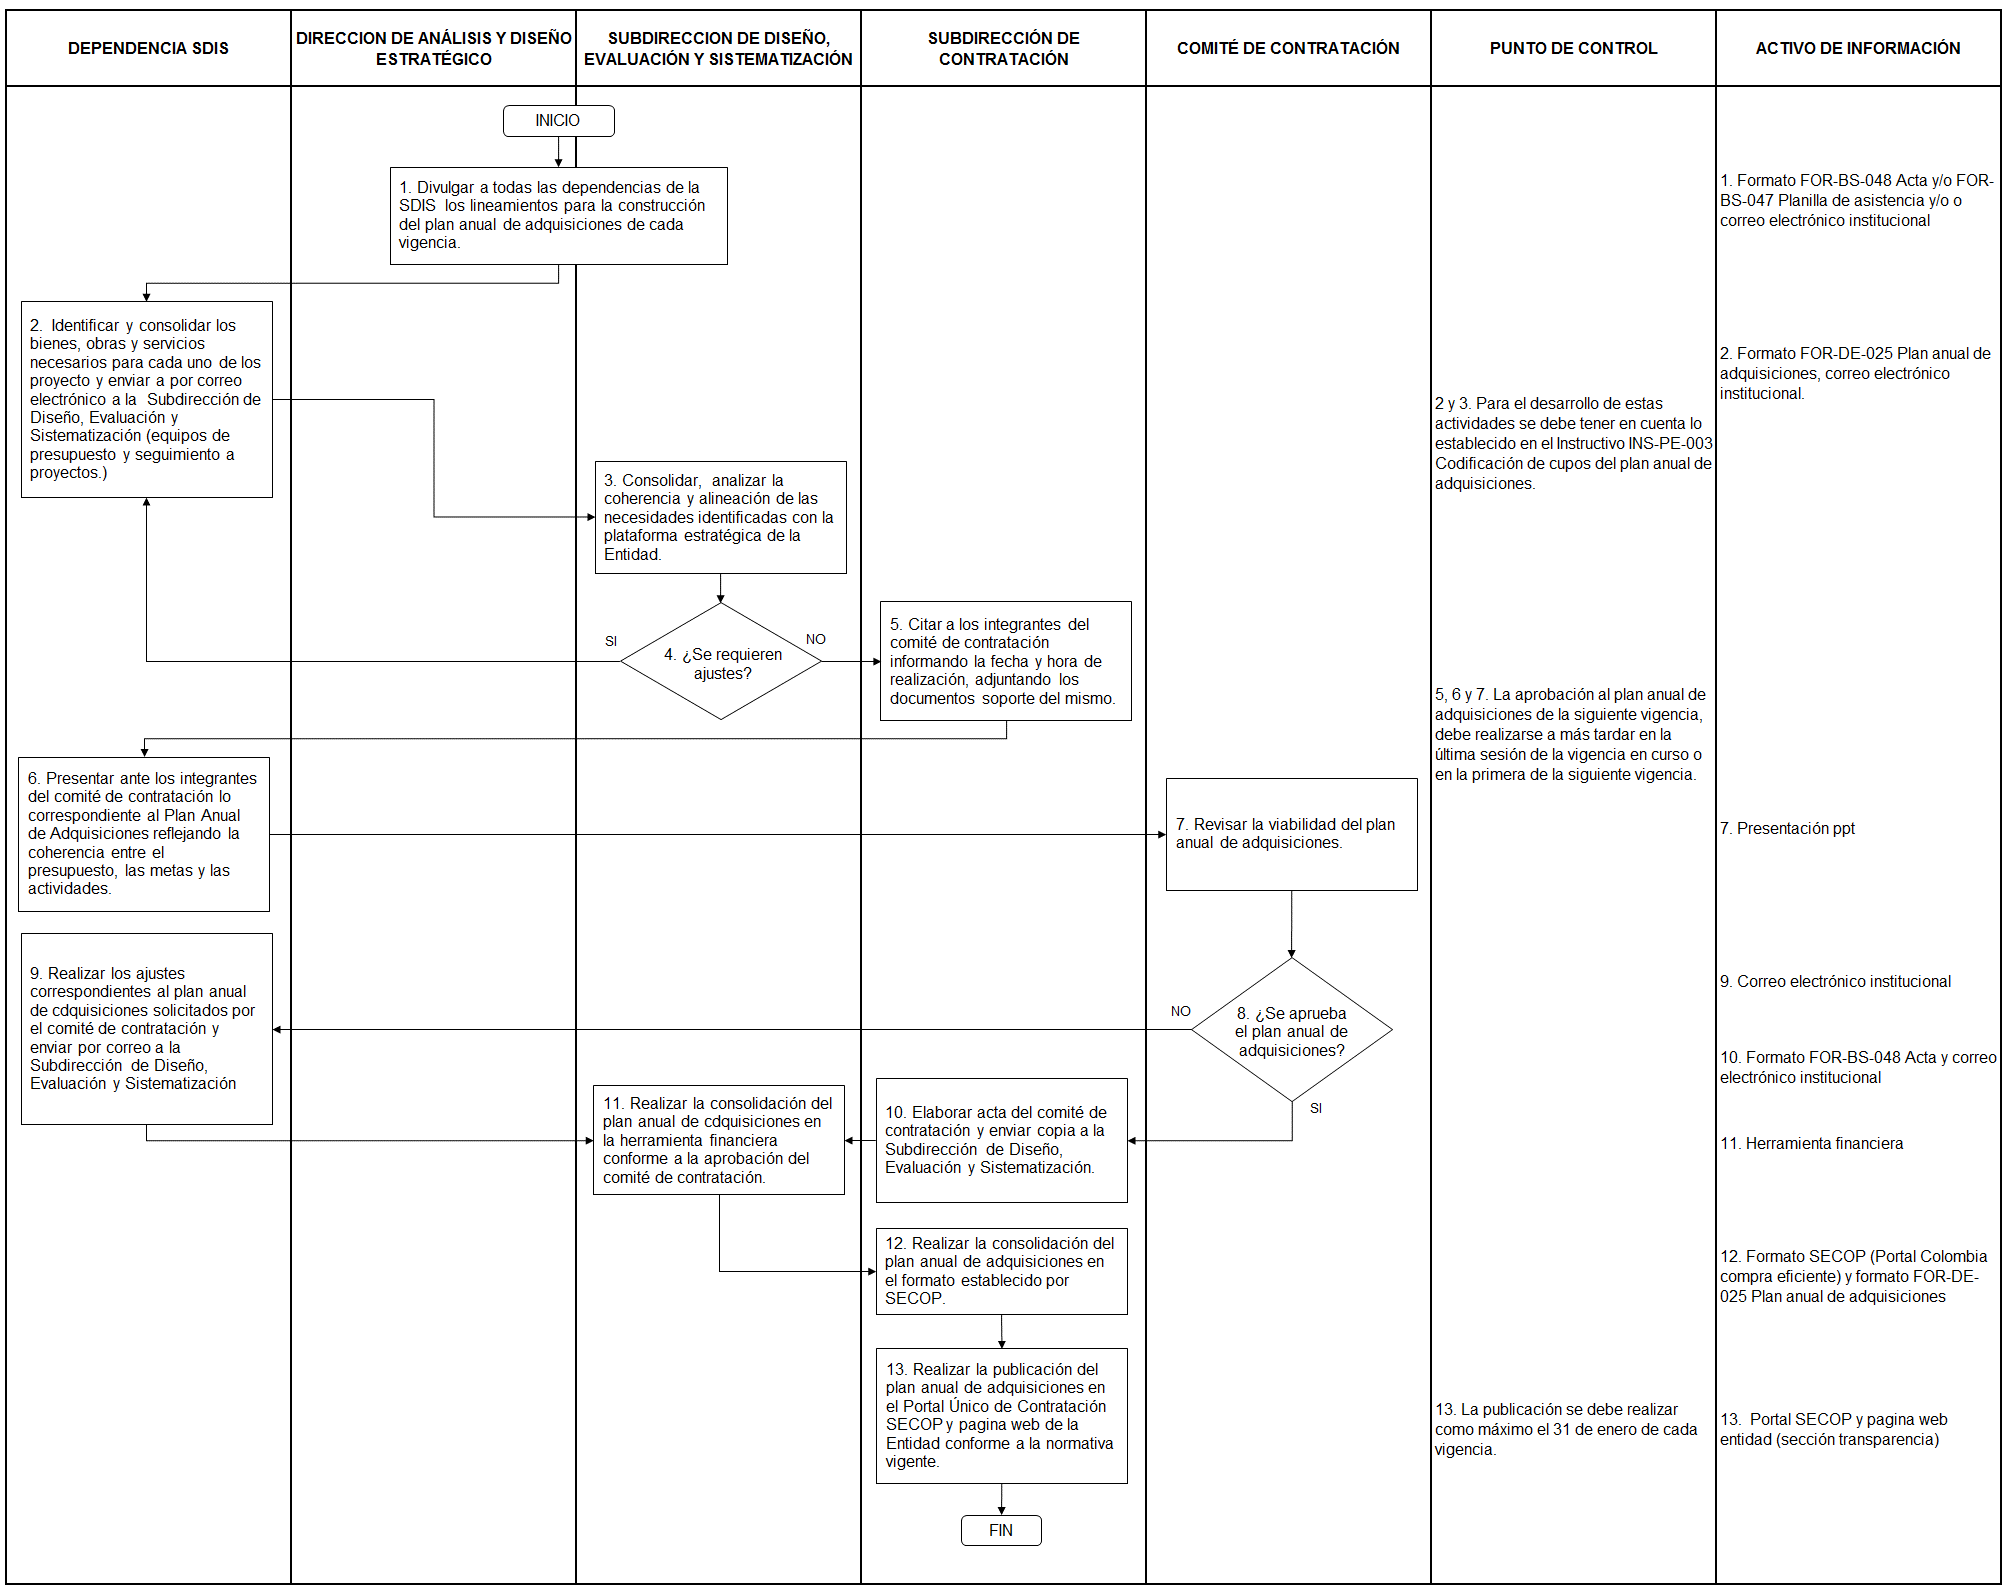 DEPENDENCIA SDIS
DIRECCION DE ANÁLISIS Y DISEÑO
ESTRATÉGICO
SUBDIRECCION DE DISEÑO,
EVALUACIÓN Y SISTEMATIZACIÓN
SUBDIRECCIÓN DE
CONTRATACIÓN
COMITÉ DE CONTRATACIÓN
PUNTO DE CONTROL
ACTIVO DE INFORMACIÓN
INICIO
1. Divulgar a todas las dependencias de la
SDIS los lineamientos para la construcción
del plan anual de adquisiciones de cada
vigencia.
1. Formato FOR-BS-048 Acta y/o FOR-
BS-047 Planilla de asistencia y/o o
correo electrónico institucional
2. Identificar y consolidar los
bienes, obras y servicios
necesarios para cada uno de los
proyecto y enviar a por correo
electrónico a la Subdirección de
Diseño, Evaluación y
Sistematización (equipos de
presupuesto y seguimiento a
proyectos.)
2. Formato FOR-DE-025 Plan anual de
adquisiciones, correo electrónico
institucional.
2 y 3. Para el desarrollo de estas
actividades se debe tener en cuenta lo
establecido en el Instructivo INS-PE-003
Codificación de cupos del plan anual de
adquisiciones.
3. Consolidar, analizar la
coherencia y alineación de las
necesidades identificadas con la
plataforma estratégica de la
Entidad.
SI
4. ¿Se requieren
ajustes?
NO
5. Citar a los integrantes del
comité de contratación
informando la fecha y hora de
realización, adjuntando los
documentos soporte del mismo.
5, 6 y 7. La aprobación al plan anual de
adquisiciones de la siguiente vigencia,
debe realizarse a más tardar en la
última sesión de la vigencia en curso o
en la primera de la siguiente vigencia.
6. Presentar ante los integrantes
del comité de contratación lo
correspondiente al Plan Anual
de Adquisiciones reflejando la
coherencia entre el
presupuesto, las metas y las
actividades.
7. Revisar la viabilidad del plan
anual de adquisiciones.
7. Presentación ppt
9. Realizar los ajustes
correspondientes al plan anual
de cdquisiciones solicitados por
el comité de contratación y
enviar por correo a la
Subdirección de Diseño,
Evaluación y Sistematización
NO
8. ¿Se aprueba
el plan anual de
adquisiciones?
SI
9. Correo electrónico institucional
10. Formato FOR-BS-048 Acta y correo
electrónico institucional
11. Realizar la consolidación del
plan anual de cdquisiciones en
la herramienta financiera
conforme a la aprobación del
comité de contratación.
10. Elaborar acta del comité de
contratación y enviar copia a la
Subdirección de Diseño,
Evaluación y Sistematización.
11. Herramienta financiera
12. Realizar la consolidación del
plan anual de adquisiciones en
el formato establecido por
SECOP.
12. Formato SECOP (Portal Colombia
compra eficiente) y formato FOR-DE-
025 Plan anual de adquisiciones
13. Realizar la publicación del
plan anual de adquisiciones en
el Portal Único de Contratación
SECOP y pagina web de la
Entidad conforme a la normativa
vigente.
13. La publicación se debe realizar
como máximo el 31 de enero de cada
vigencia.
13. Portal SECOP y pagina web
entidad (sección transparencia)
FIN